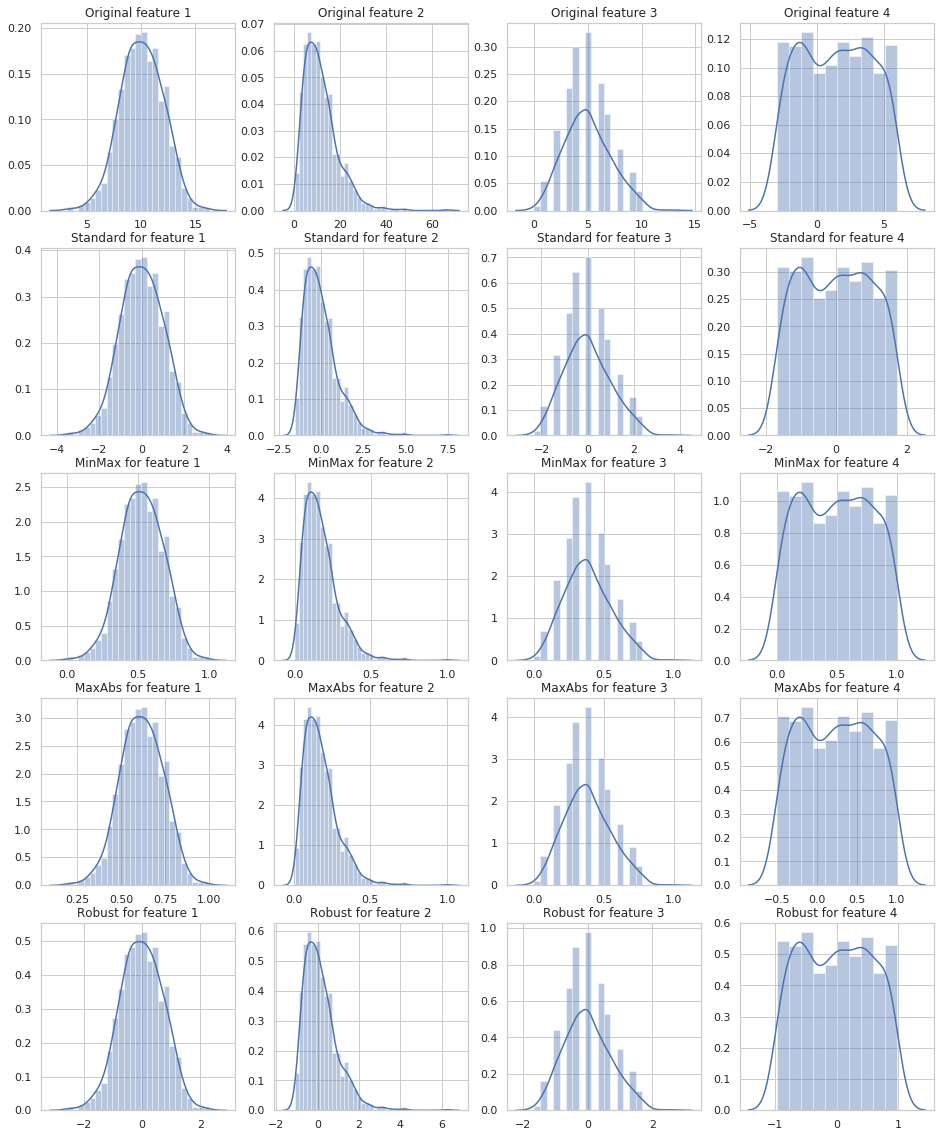 Original feature 1 Original feature 2 Original feature 3 Original feature 4
0.20 0.07 0.30 0.12
0.15 0.06 0.25 0.10
0.10 0.05 0.20 0.08
0.05 0.04 0.15 0.06
0.00 0.03 0.10 0.04
0.02 0.05 0.02
0.01 0.00 0.00
0.00
5 10 15 0 20 40 60 0 5 10 15 −5 0 5
Standard for feature 1 Standard for feature 2 Standard for feature 3 Standard for feature 4
0.4 0.5 0.7 0.30
0.3 0.4 0.6 0.25
0.2 0.3 0.5 0.20
0.1 0.2 0.4 0.15
0.0 0.1 0.3 0.10
0.0 0.2 0.05
0.1 0.00
0.0
−4 −2 0 2 4 −2.5 0.0 2.5 5.0 7.5 −2 0 2 4 −2 0 2
MinMax for feature 1 MinMax for feature 2 MinMax for feature 3 MinMax for feature 4
2.5 4 4 1.0
2.0 3 3 0.8
1.5 2 2 0.6
1.0 1 1 0.4
0.5 0 0 0.2
0.0 0.0
0.0 0.5 1.0 0.0 0.5 1.0 0.0 0.5 1.0 0.0 0.5 1.0
MaxAbs for feature 1 MaxAbs for feature 2 MaxAbs for feature 3 MaxAbs for feature 4
3.0 4 4 0.7
2.5 3 3 0.6
2.0 2 2 0.5
1.5 1 1 0.4
1.0 0 0 0.3
0.5 0.2
0.0 0.1
0.0
0.25 0.50 0.75 1.00 0.0 0.5 1.0 0.0 0.5 1.0 −0.5 0.0 0.5 1.0
Robust for feature 1 Robust for feature 2 Robust for feature 3 Robust for feature 4
0.5 0.6 1.0 0.6
0.4 0.5 0.8 0.5
0.3 0.4 0.6 0.4
0.2 0.3 0.4 0.3
0.1 0.2 0.2 0.2
0.0 0.1 0.0 0.1
0.0 0.0
−2 0 2 −2 0 2 4 6 −2 0 2 −1 0 1